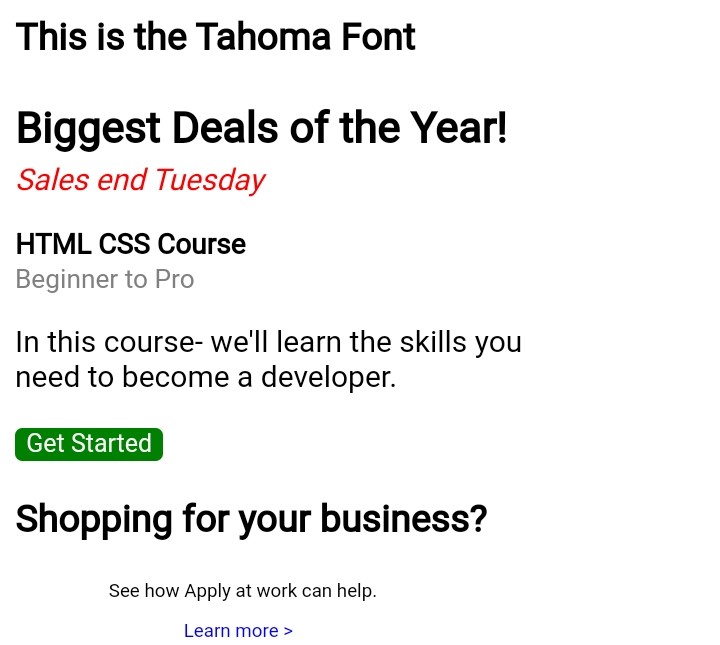 This is the Tahoma Font
Biggest Deals of the Year!
Sales end Tuesday
HTML CSS Course
Beginner to Pro
In this course- we'll learn the skills you
need to become a developer.
Get Started
Shopping for your business?
See how Apply at work can help.
Learn more >